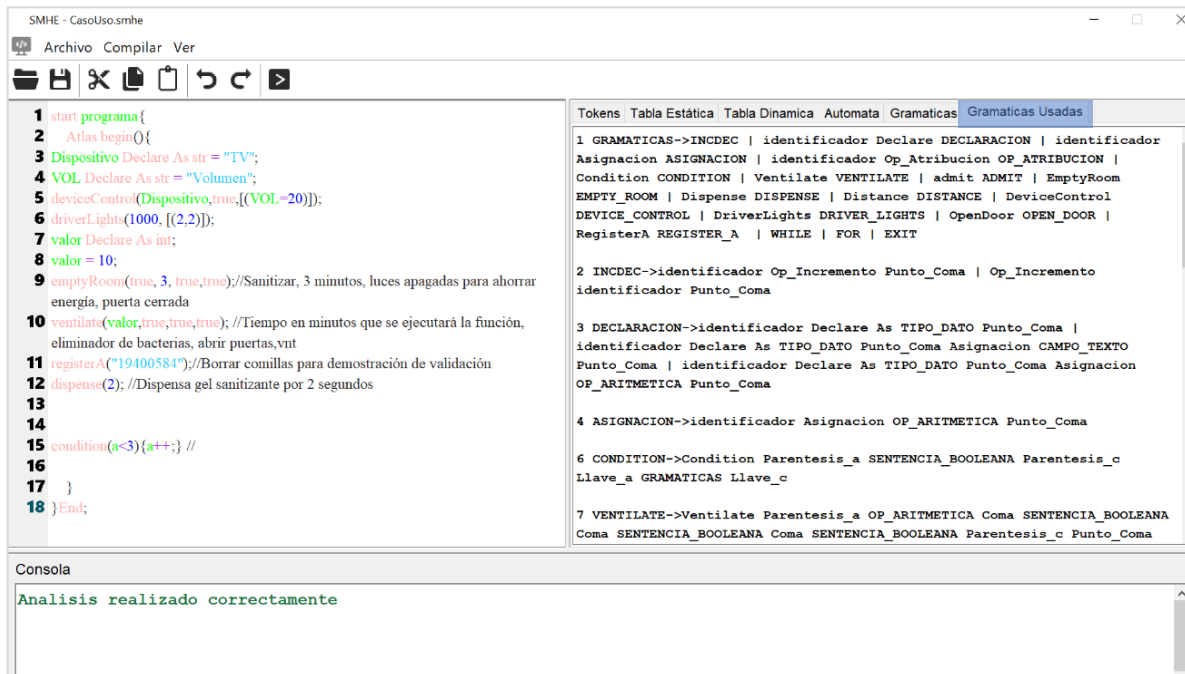 SMHE - CasoUso.smhe
Archivo Compilar Ver
1 start programa{
2 Atlas begin(){
3 Dispositivo Declare As str = "TV";
4 VOL Declare As str = "Volumen";
5 deviceControl(Dispositivo,true,[(VOL=20)]);
6 driverLights(1000, [(2,2)]);
7 valor Declare As int;
8 valor = 10;
9 emptyRoom(true, 3, true,true);//Sanitizar, 3 minutos, luces apagadas para ahorrar
energía, puerta cerrada
10 ventilate(valor,true,true,true); //Tiempo en minutos que se ejecutará la función,
eliminador de bacterias, abrir puertas,vnt
11 registerA("19400584");//Borrar comillas para demostración de validación
12 dispense(2); //Dispensa gel sanitizante por 2 segundos
13
14
15 condition(a<3){a++;} //
16
17 }
18 }End;
Tokens Tabla Estática Tabla Dinamica Automata Gramaticas Gramaticas Usadas
1 GRAMATICAS->INCDEC | identificador Declare DECLARACION | identificador
Asignacion ASIGNACION | identificador Op_Atribucion OP_ATRIBUCION |
Condition CONDITION | Ventilate VENTILATE | admit ADMIT | EmptyRoom
EMPTY_ROOM | Dispense DISPENSE | Distance DISTANCE | DeviceControl
DEVICE_CONTROL | DriverLights DRIVER_LIGHTS | OpenDoor OPEN_DOOR |
RegisterA REGISTER_A | WHILE | FOR | EXIT
2 INCDEC->identificador Op_Incremento Punto_Coma | Op_Incremento
identificador Punto_Coma
3 DECLARACION->identificador Declare As TIPO_DATO Punto_Coma |
identificador Declare As TIPO_DATO Punto_Coma Asignacion CAMPO_TEXTO
Punto_Coma | identificador Declare As TIPO_DATO Punto_Coma Asignacion
OP_ARITMETICA Punto_Coma
4 ASIGNACION->identificador Asignacion OP_ARITMETICA Punto_Coma
6 CONDITION->Condition Parentesis_a SENTENCIA_BOOLEANA Parentesis_c
Llave_a GRAMATICAS Llave_c
7 VENTILATE->Ventilate Parentesis_a OP_ARITMETICA Coma SENTENCIA_BOOLEANA
Coma SENTENCIA_BOOLEANA Coma SENTENCIA_BOOLEANA Parentesis_c Punto_Coma
Consola
Analisis realizado correctamente